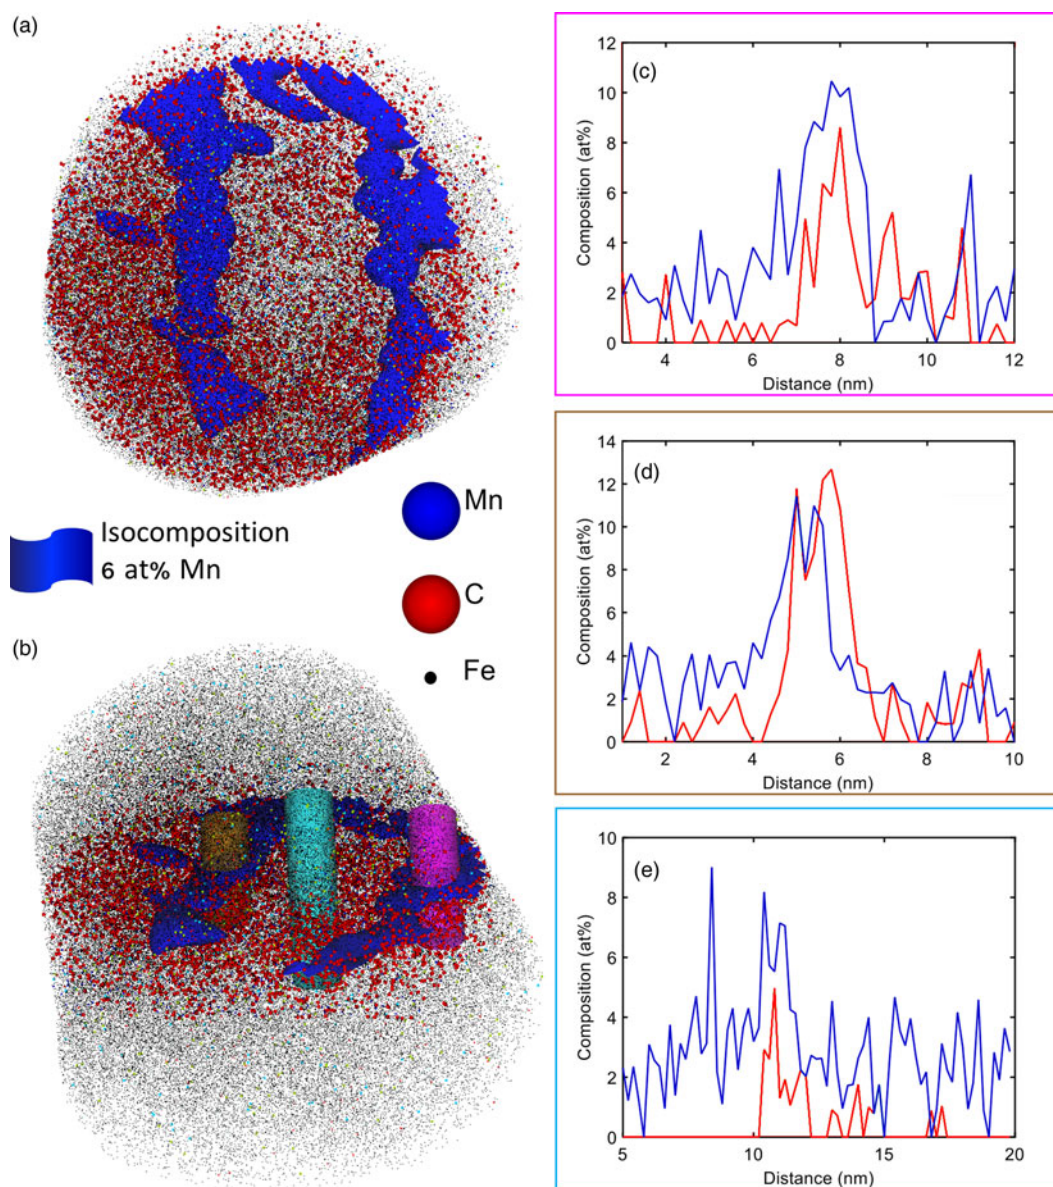 (a)
Isocomposition
6 at% Mn
Mn
C
Fe
(b)
(c)
Composition (at%)
12
10
8
6
4
2
0
4 6 8 10 12
Distance (nm)
(d)
Composition (at%)
14
12
10
8
6
4
2
0
2 4 6 8 10
Distance (nm)
(e)
Composition (at%)
10
8
6
4
2
0
5 10 15 20
Distance (nm)